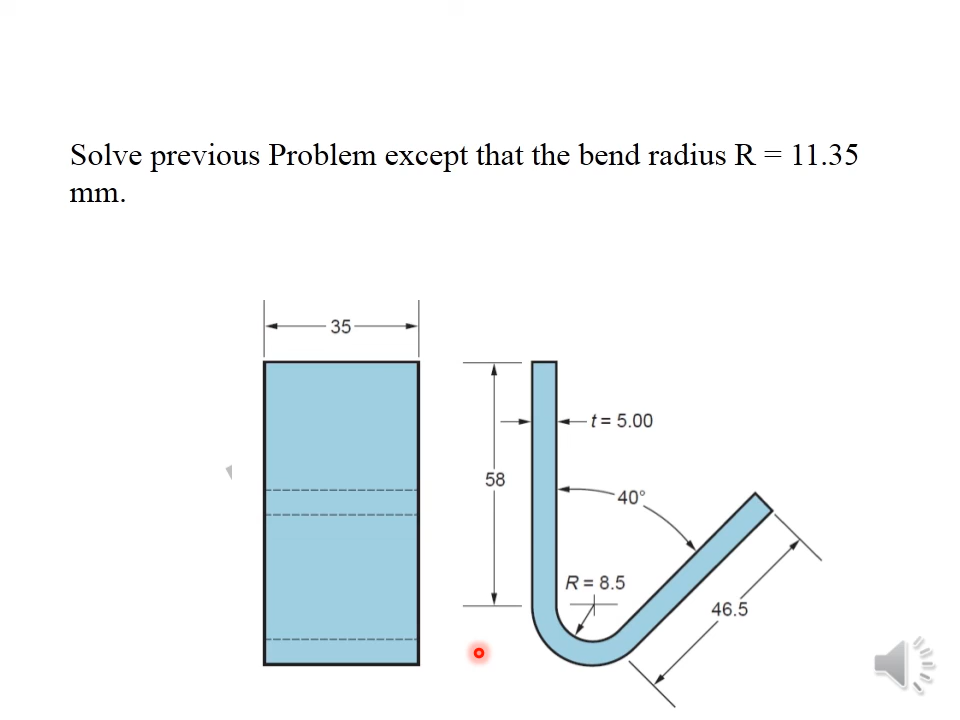 Solve previous Problem except that the bend radius R = 11.35
mm.
35
t = 5.00
58
40°
R = 8.5
46.5